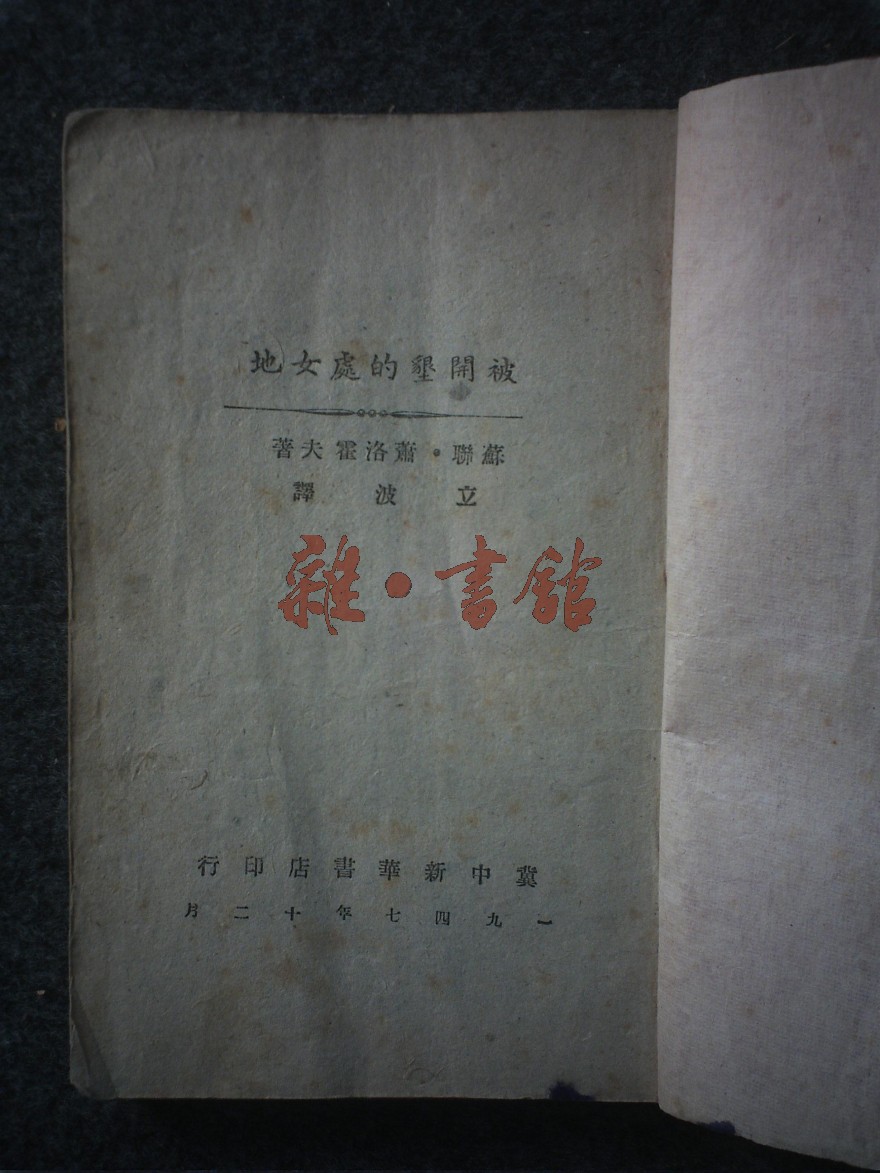 被開墾的處女地
蘇聯·蕭洛霍夫著
立波譯
雜·書館
冀中新華書店印行
一九四七年十二月